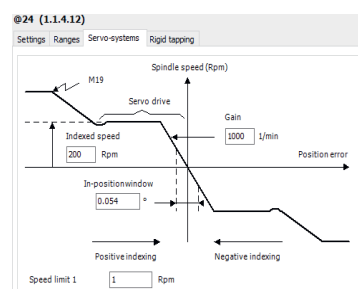 @24 (1.1.4.12)
Settings Ranges Servo-systems Rigid tapping
Spindle speed (Rpm)
M19
Servo drive
Gain
1000 1/min
Indexed speed
200 Rpm
Position error
In-positionwindow
0.054 °
Positive indexing Negative indexing
Speed limit 1 1 Rpm